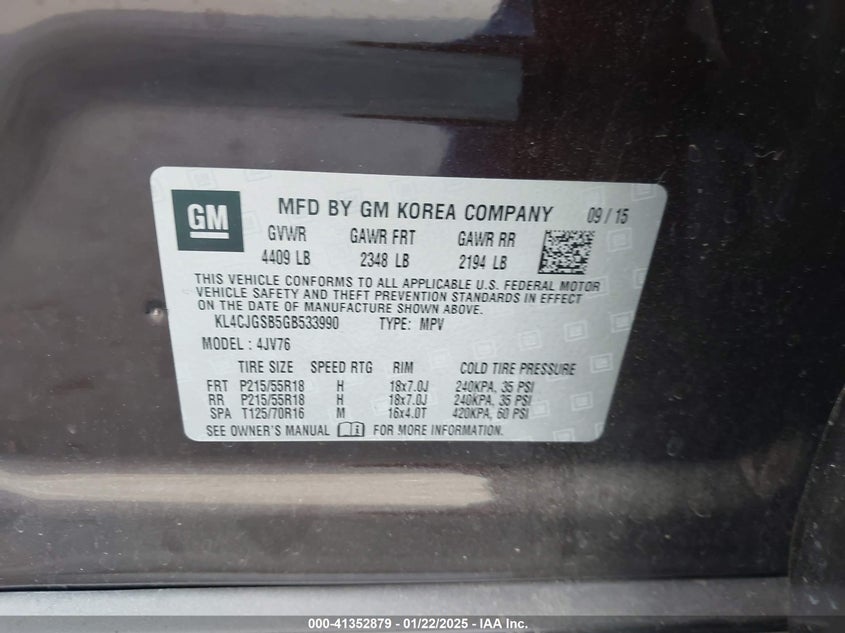 GM
MFD BY GM KOREA COMPANY 09/15
GVWR GAWR FRT GAWR RR
4409 LB 2348 LB 2194 LB
THIS VEHICLE CONFORMS TO ALL APPLICABLE U.S. FEDERAL MOTOR
VEHICLE SAFETY AND THEFT PREVENTION STANDARDS IN EFFECT
ON THE DATE OF MANUFACTURE SHOWN ABOVE.
KL4CJGSB5GB533990 TYPE: MPV
MODEL: 4JV76
TIRE SIZE SPEED RTG RIM COLD TIRE PRESSURE
FRT P215/55R18 H 18x7.0J 240KPA, 35 PSI
RR P215/55R18 H 18x7.0J 240KPA, 35 PSI
SPA T125/70R16 M 16x4.0T 420KPA, 60 PSI
SEE OWNER'S MANUAL FOR MORE INFORMATION.
000-41352879 - 01/22/2025 - IAA Inc.